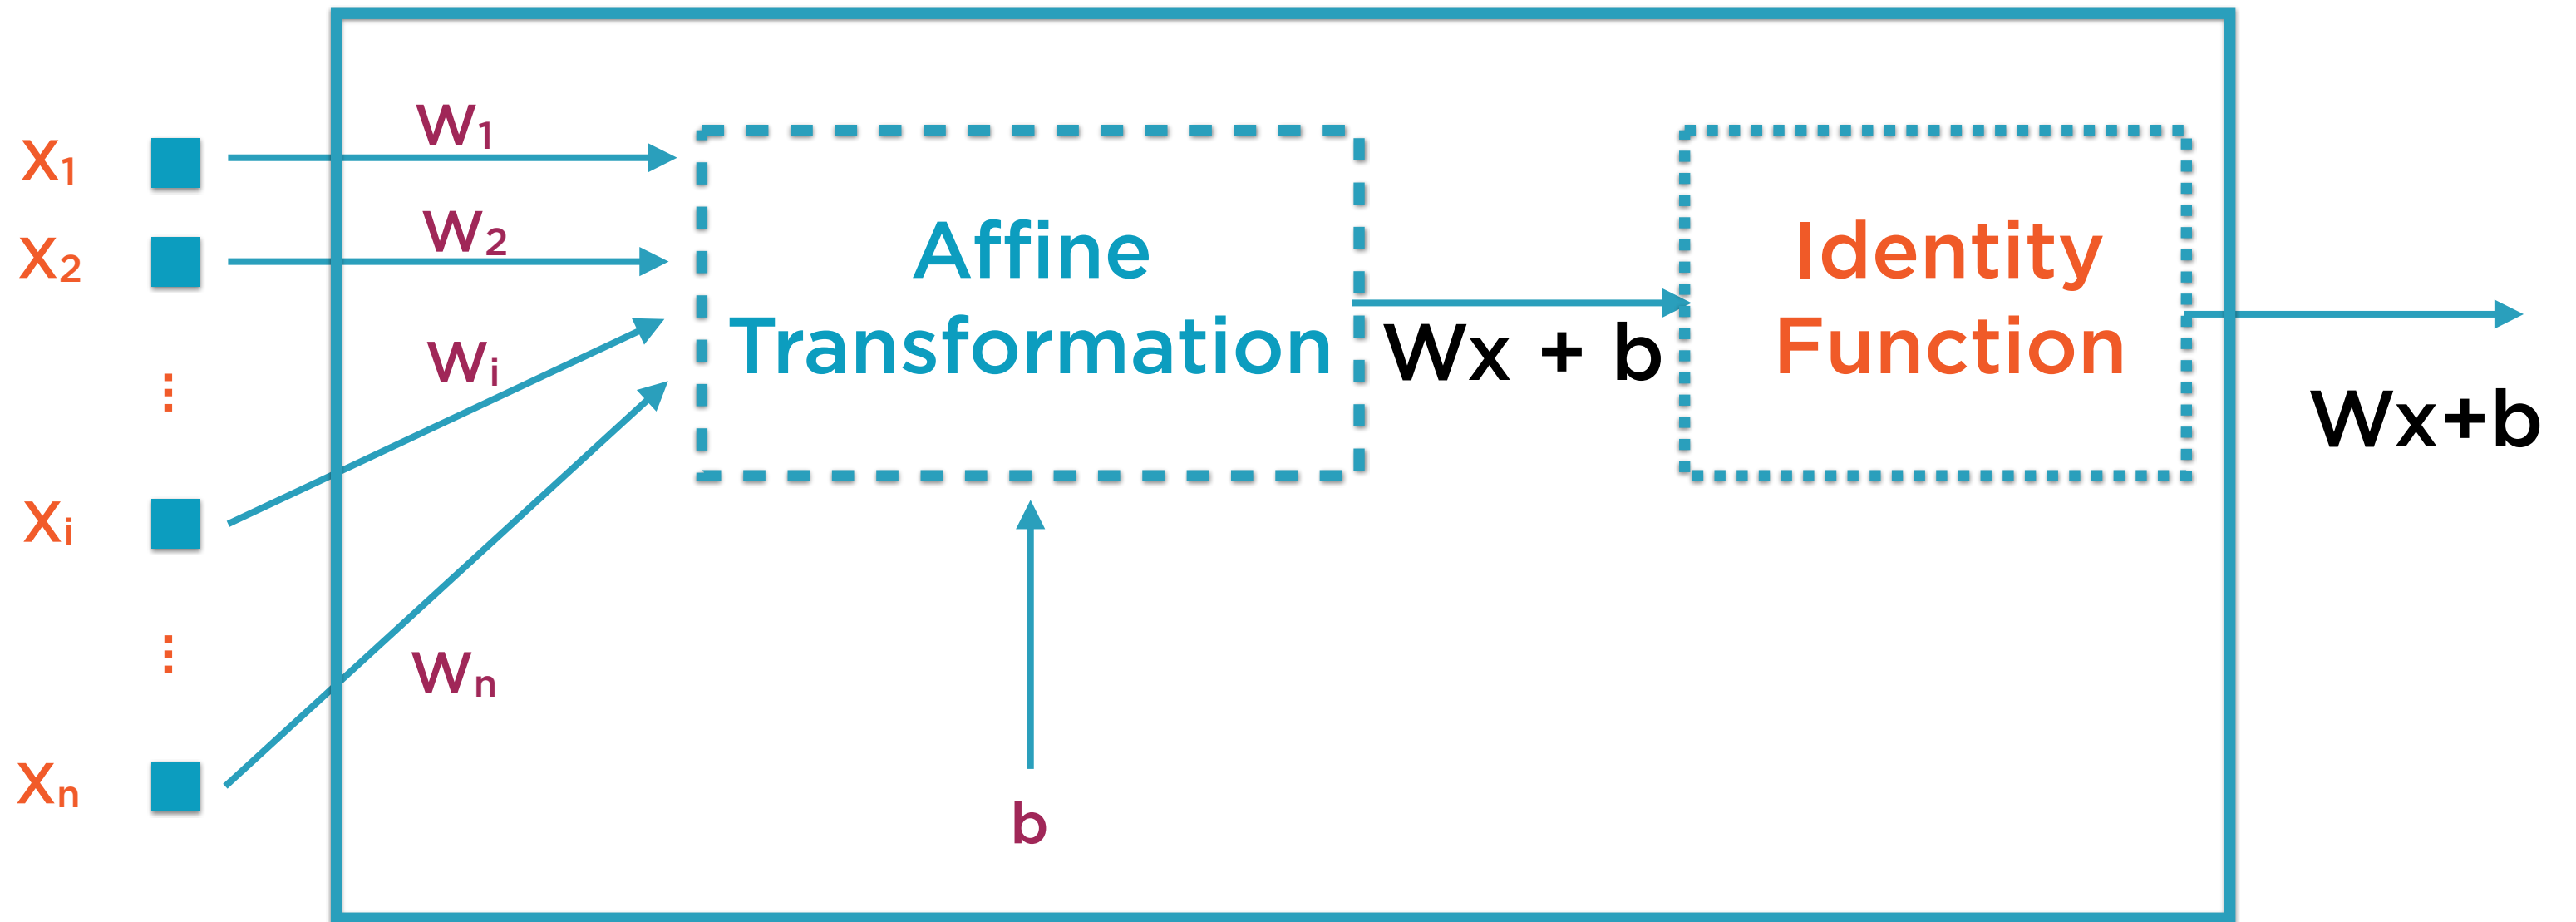 X₁
W₁
X₂
W₂
Affine
Transformation
Identity
Function
Wᵢ
Wx + b
Wx+b
⋮
Xᵢ
⋮
Wₙ
Xₙ
b